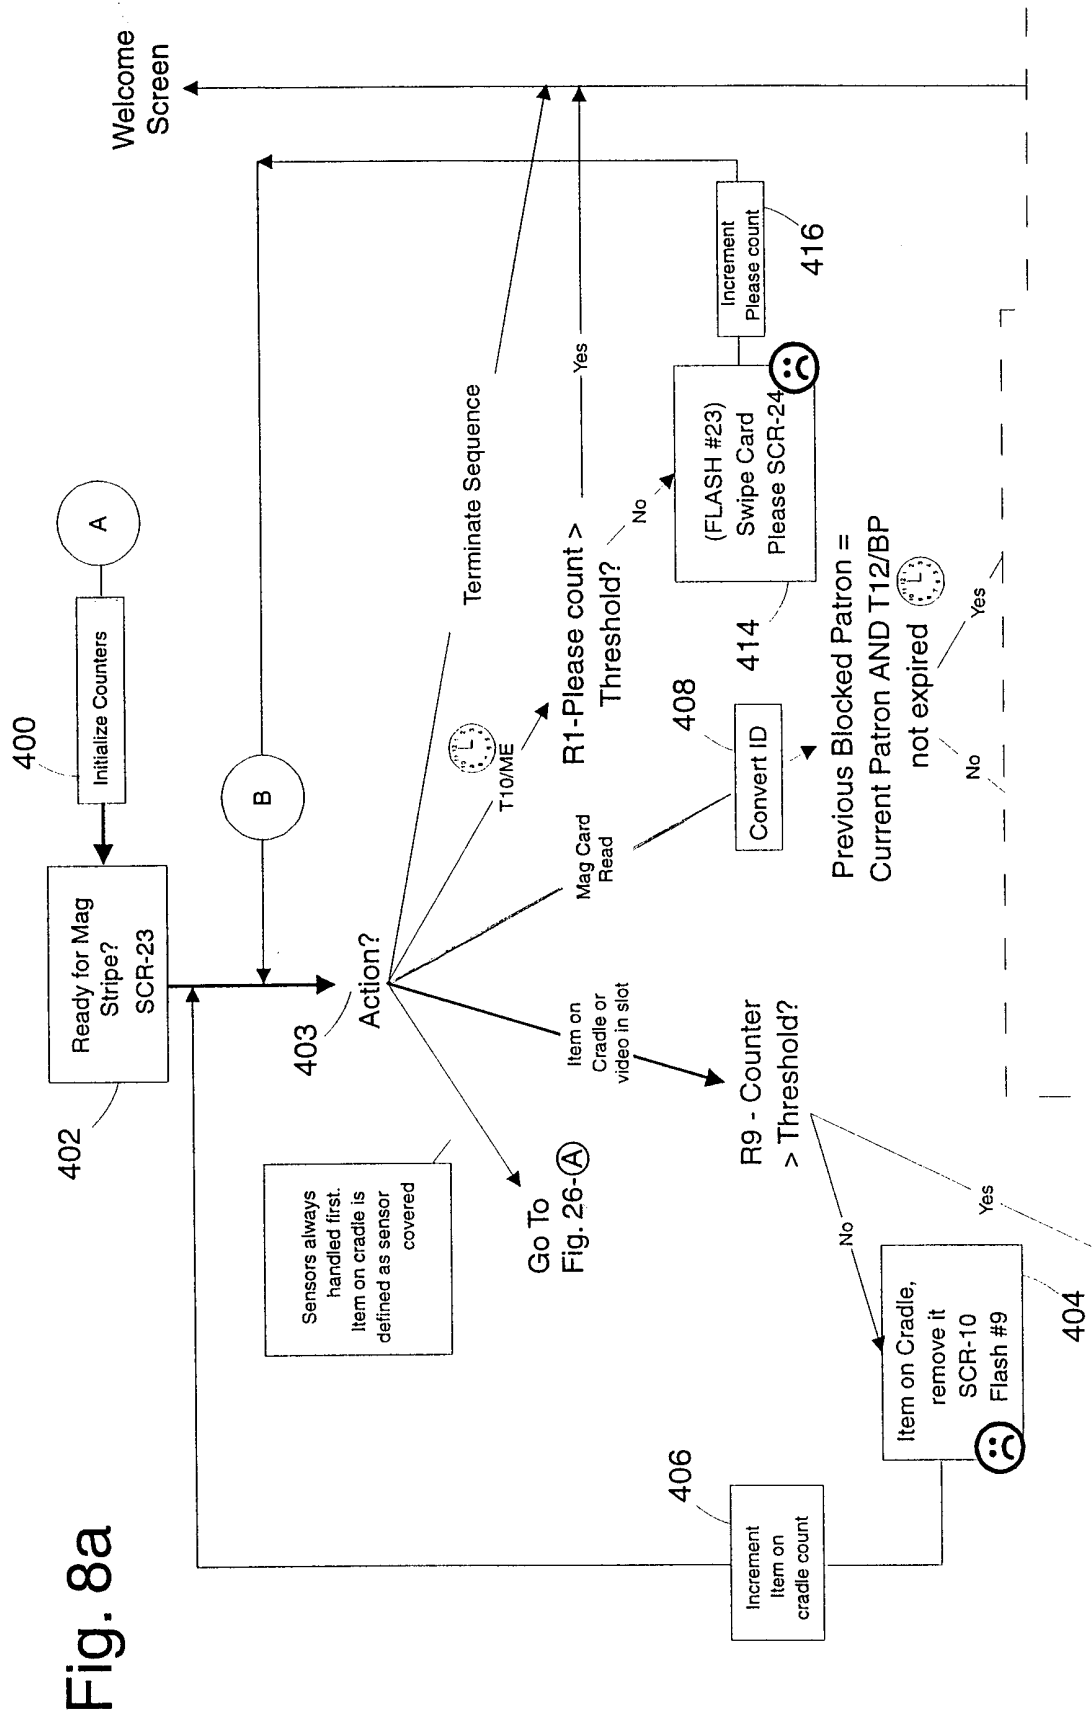 Fig. 8a
402
Ready for Mag
Stripe?
SCR-23
400
Initialize Counters
A
Welcome
Screen
B
403
Action?
Sensors always
handled first.
Item on cradle is
defined as sensor
covered
Go To
Fig. 26-A
Item on
Cradle or
video in slot
Mag Card
Read
T10/ME
Terminate Sequence
R1-Please count >
Threshold?
Yes
No
R9 - Counter
> Threshold?
No
Yes
406
Increment
Item on
cradle count
Item on Cradle,
remove it
SCR-10
Flash #9
404
408
Convert ID
Previous Blocked Patron =
Current Patron AND T12/BP
not expired
No
Yes
414
(FLASH #23)
Swipe Card
Please SCR-24
Increment
Please count
416